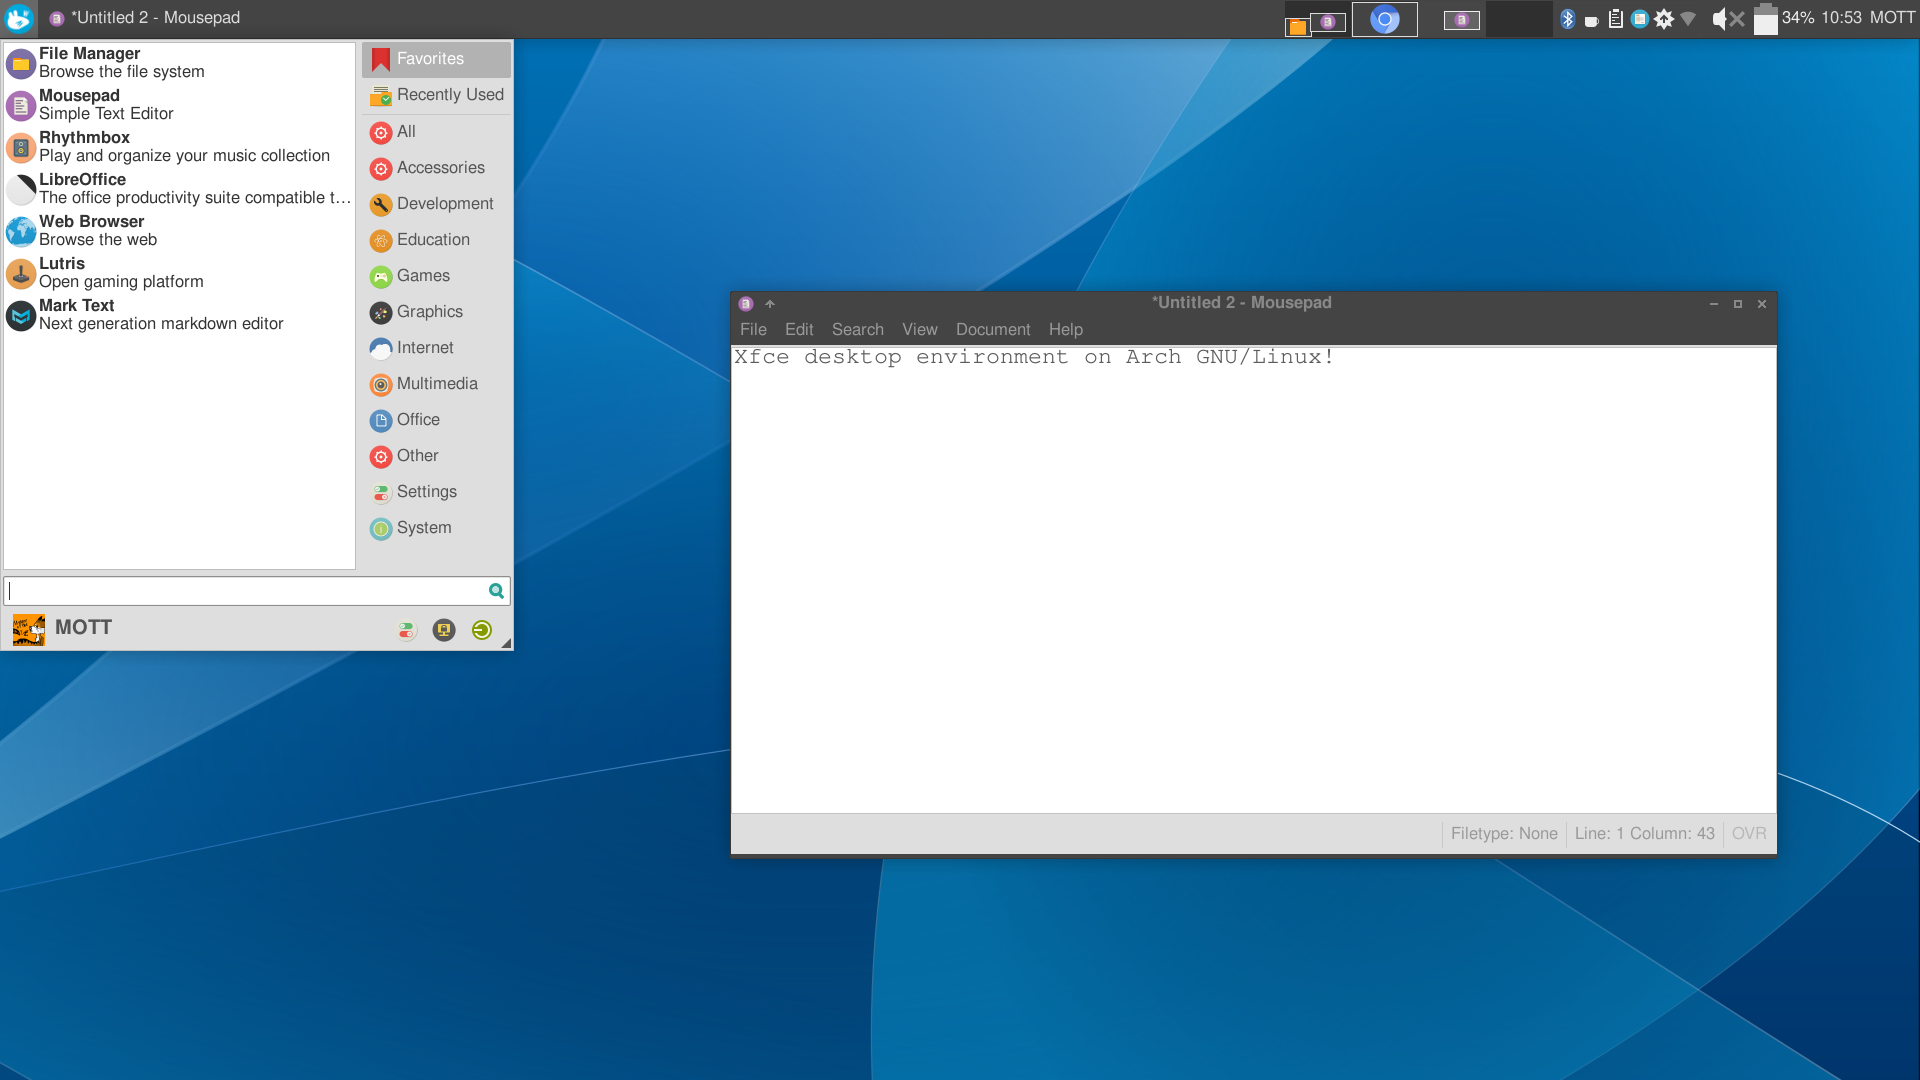 *Untitled 2 - Mousepad
34% 10:53 MOTT
File Manager
Browse the file system
Mousepad
Simple Text Editor
Rhythmbox
Play and organize your music collection
LibreOffice
The office productivity suite compatible t…
Web Browser
Browse the web
Lutris
Open gaming platform
Mark Text
Next generation markdown editor
Favorites
Recently Used
All
Accessories
Development
Education
Games
Graphics
Internet
Multimedia
Office
Other
Settings
System
MOTT
*Untitled 2 - Mousepad
File Edit Search View Document Help
Xfce desktop environment on Arch GNU/Linux!
Filetype: None Line: 1 Column: 43 OVR